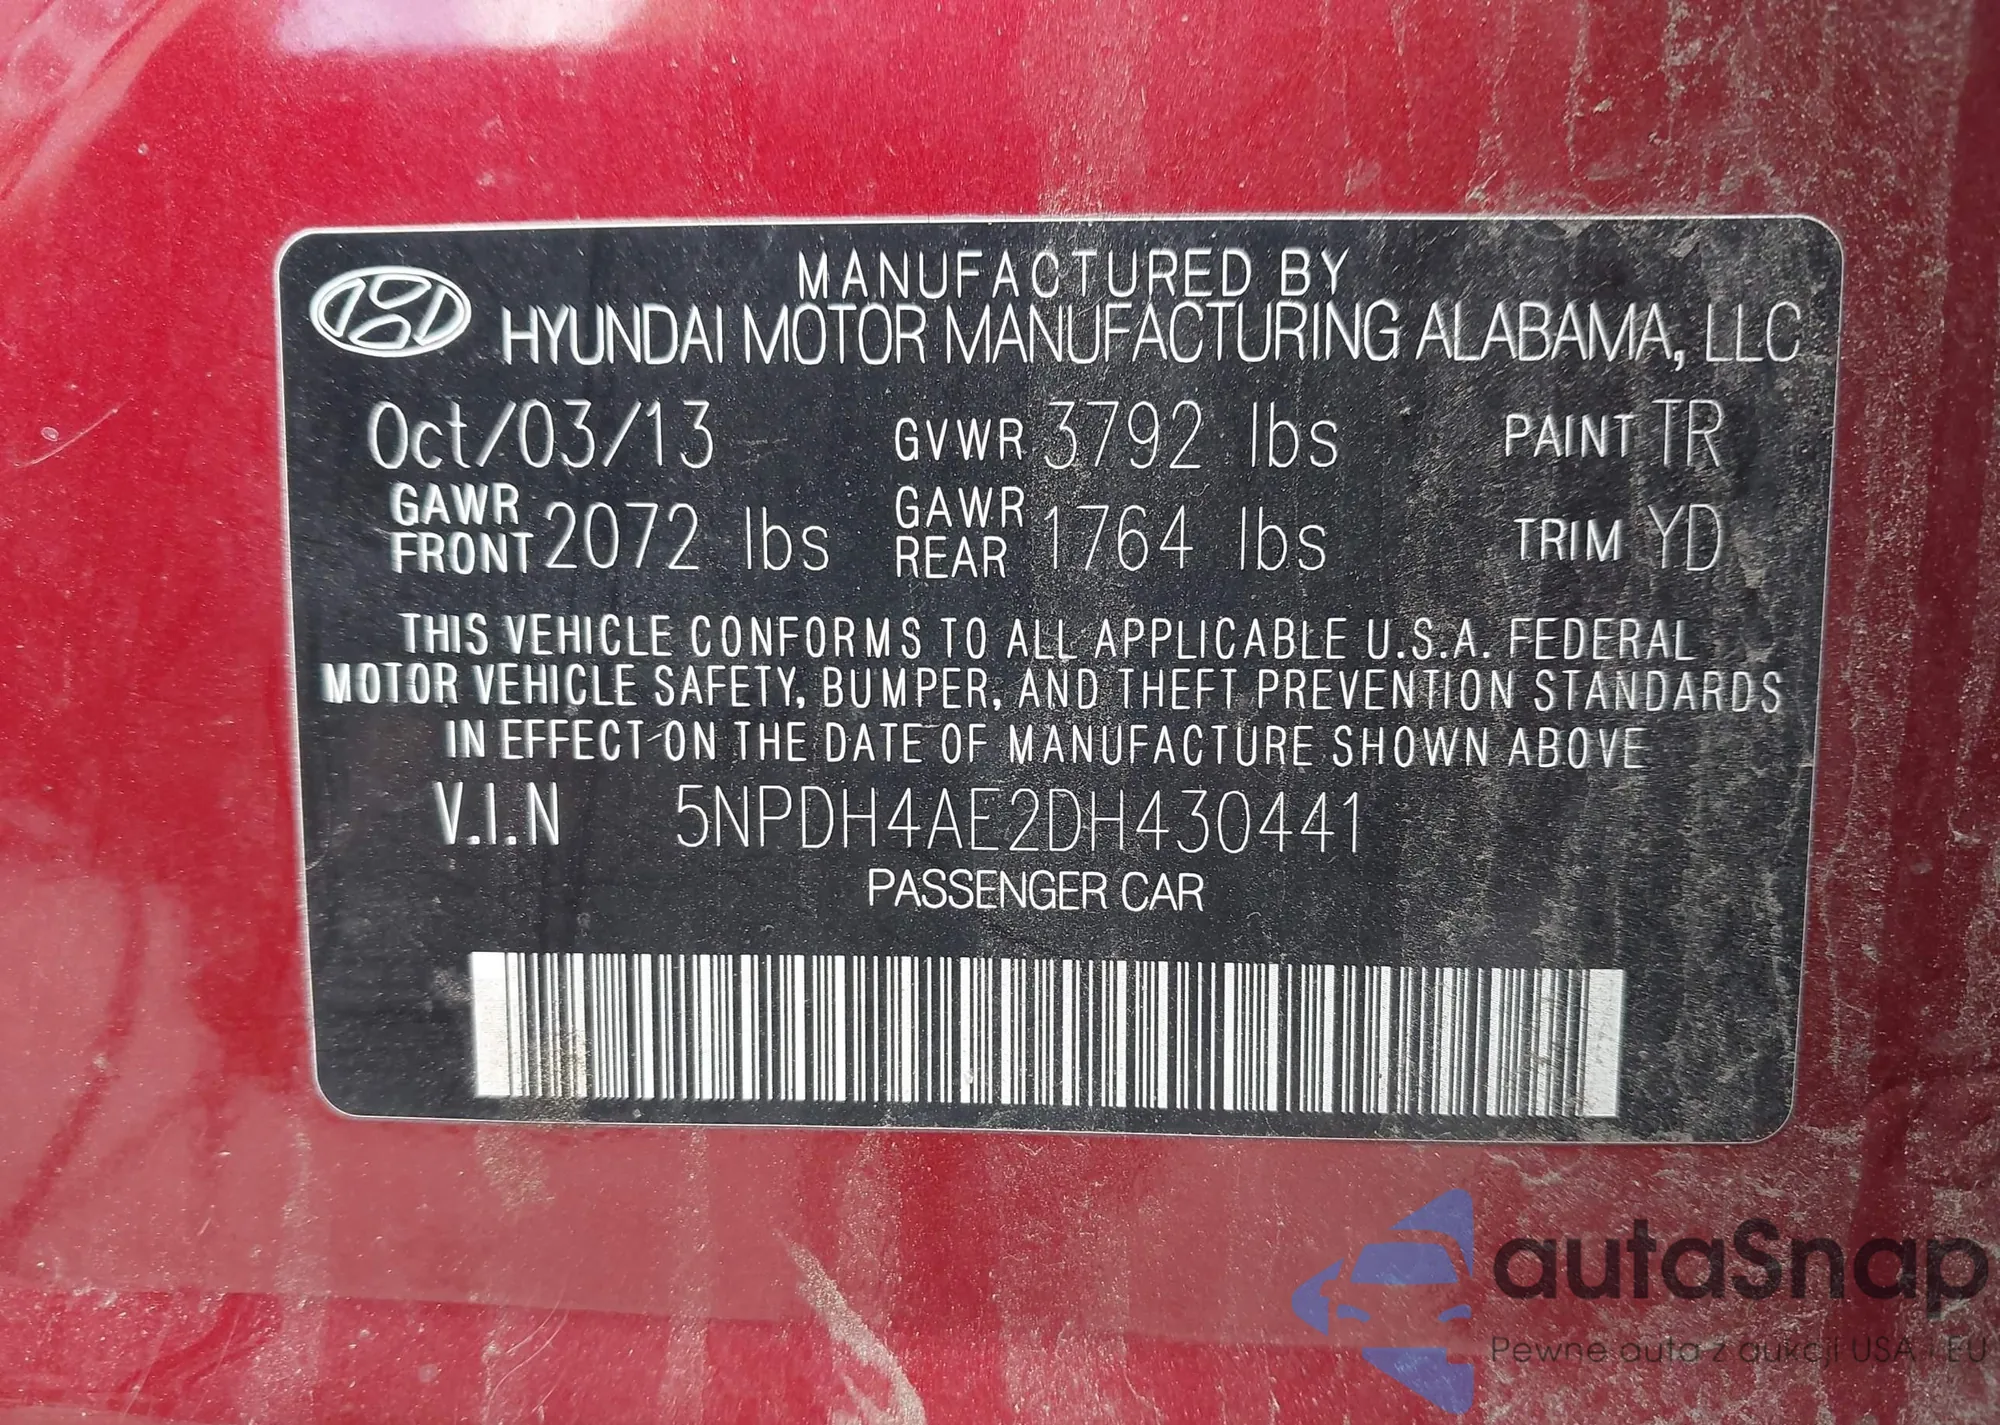 MANUFACTURED BY
HYUNDAI MOTOR MANUFACTURING ALABAMA, LLC
Oct/03/13 GVWR 3792 lbs PAINT TR
GAWR FRONT 2072 lbs GAWR REAR 1764 lbs TRIM YD
THIS VEHICLE CONFORMS TO ALL APPLICABLE U.S.A. FEDERAL
MOTOR VEHICLE SAFETY, BUMPER, AND THEFT PREVENTION STANDARDS
IN EFFECT ON THE DATE OF MANUFACTURE SHOWN ABOVE
V.I.N 5NPDH4AE2DH430441
PASSENGER CAR
autaSnap
Pewne auta z aukcji USA i EU